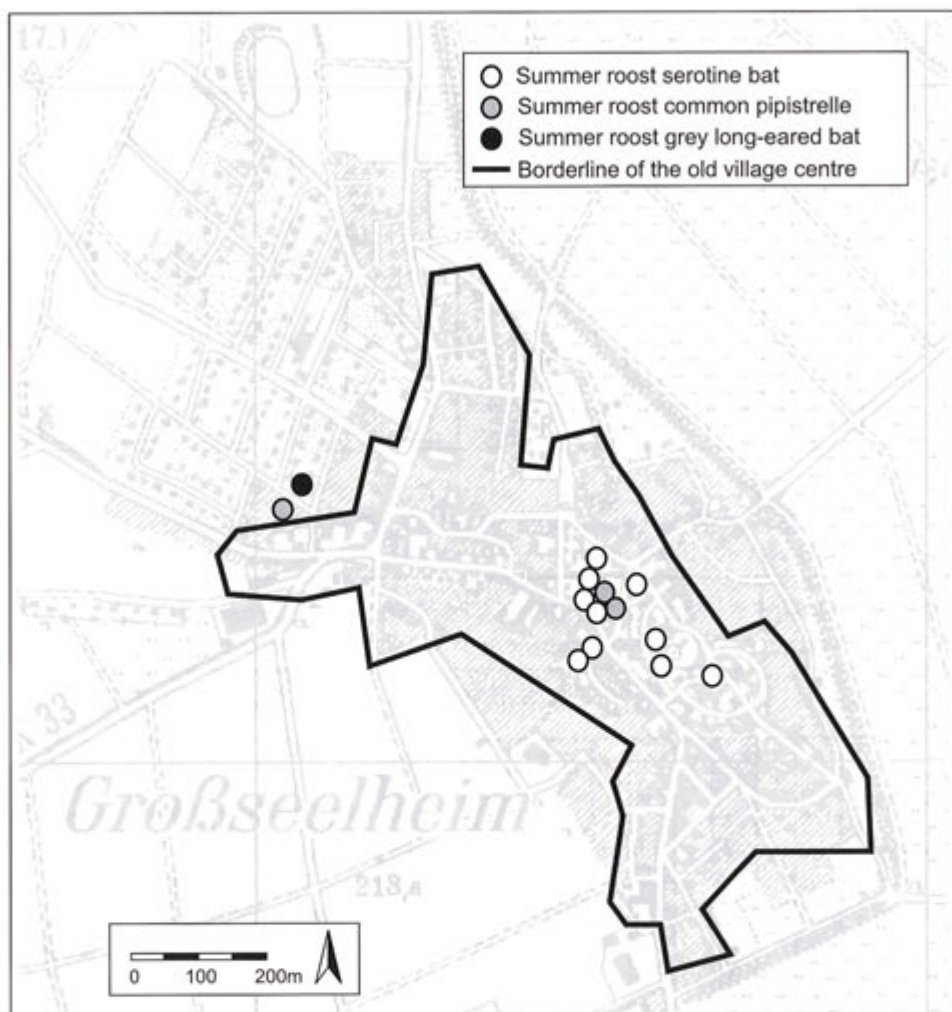 17.1
Summer roost serotine bat
Summer roost common pipistrelle
Summer roost grey long-eared bat
Borderline of the old village centre
33
Großseelheim
213,8
0 100 200m